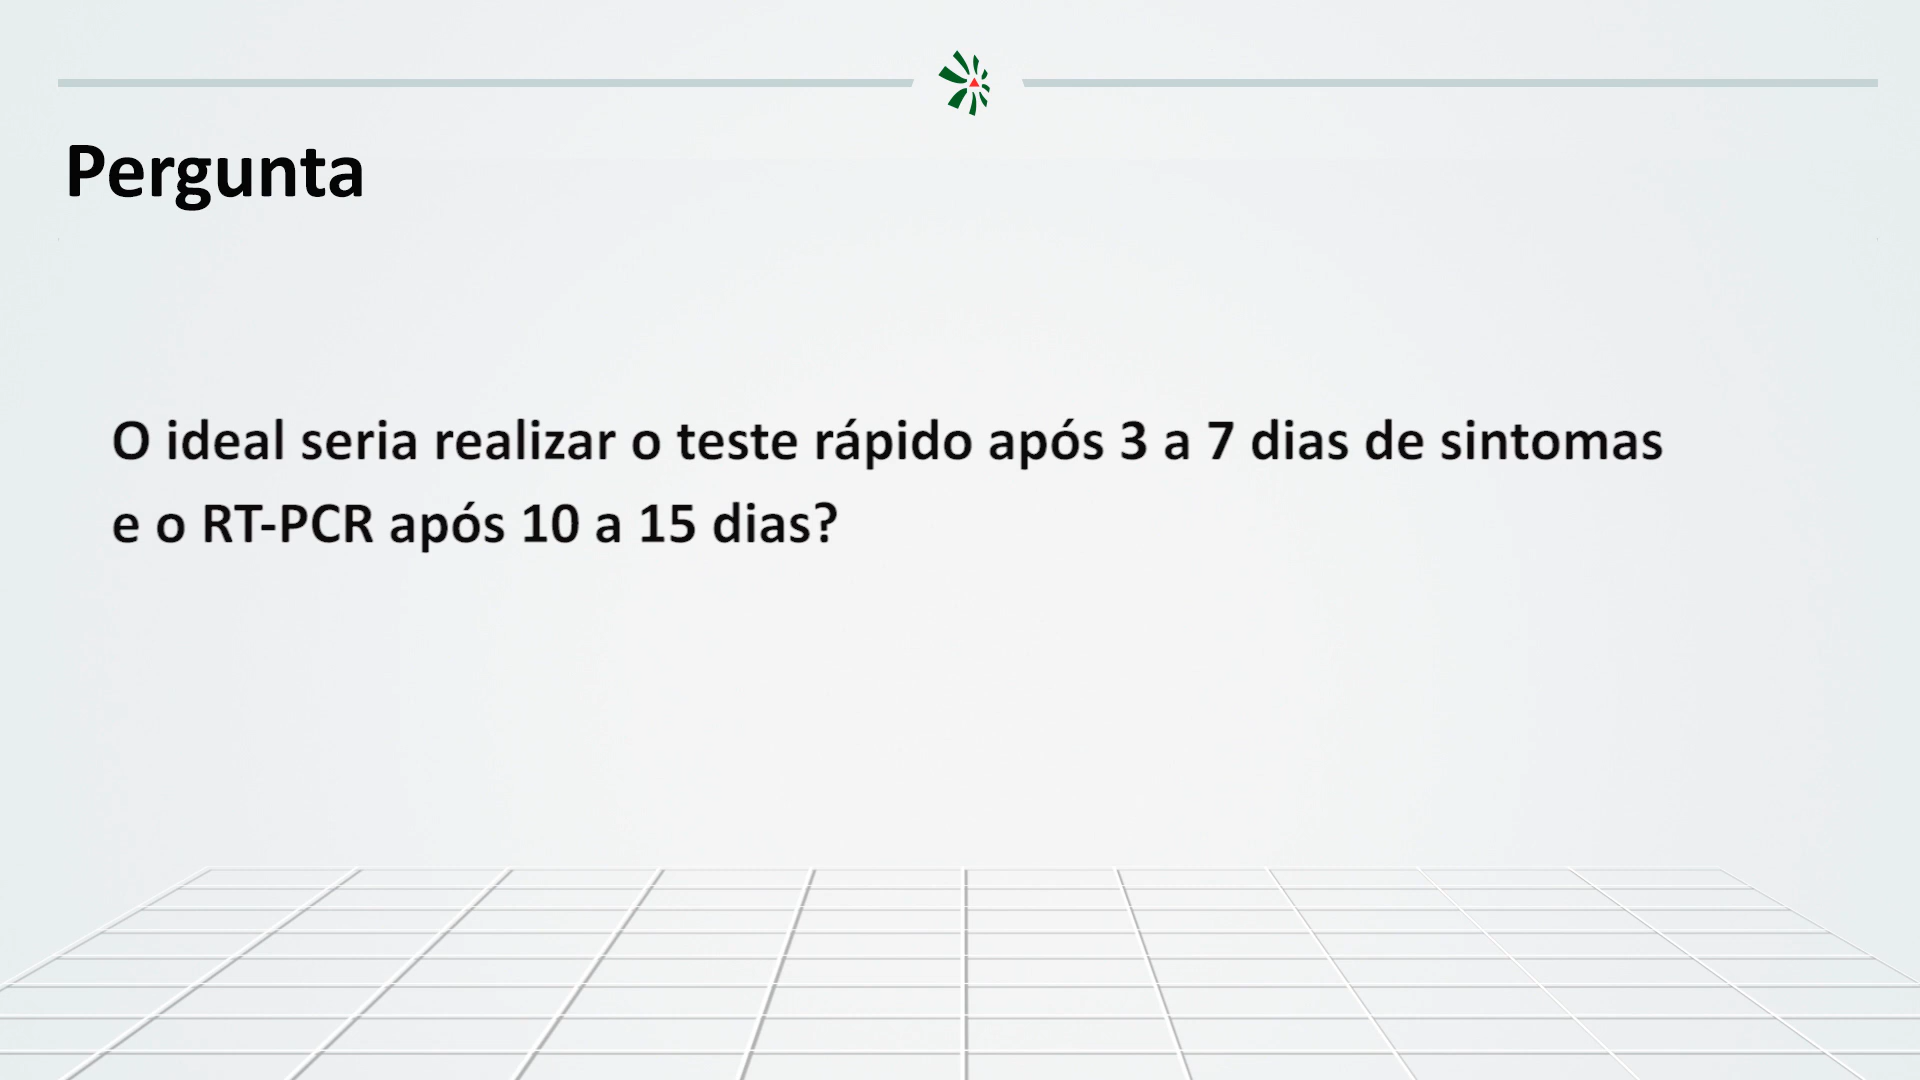 Pergunta
O ideal seria realizar o teste rápido após 3 a 7 dias de sintomas
e o RT-PCR após 10 a 15 dias?